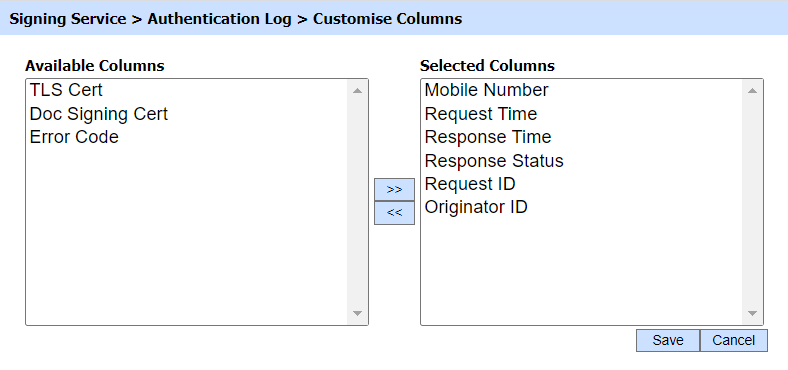 Signing Service > Authentication Log > Customise Columns
Available Columns
TLS Cert
Doc Signing Cert
Error Code
>>
<<
Selected Columns
Mobile Number
Request Time
Response Time
Response Status
Request ID
Originator ID
Save
Cancel